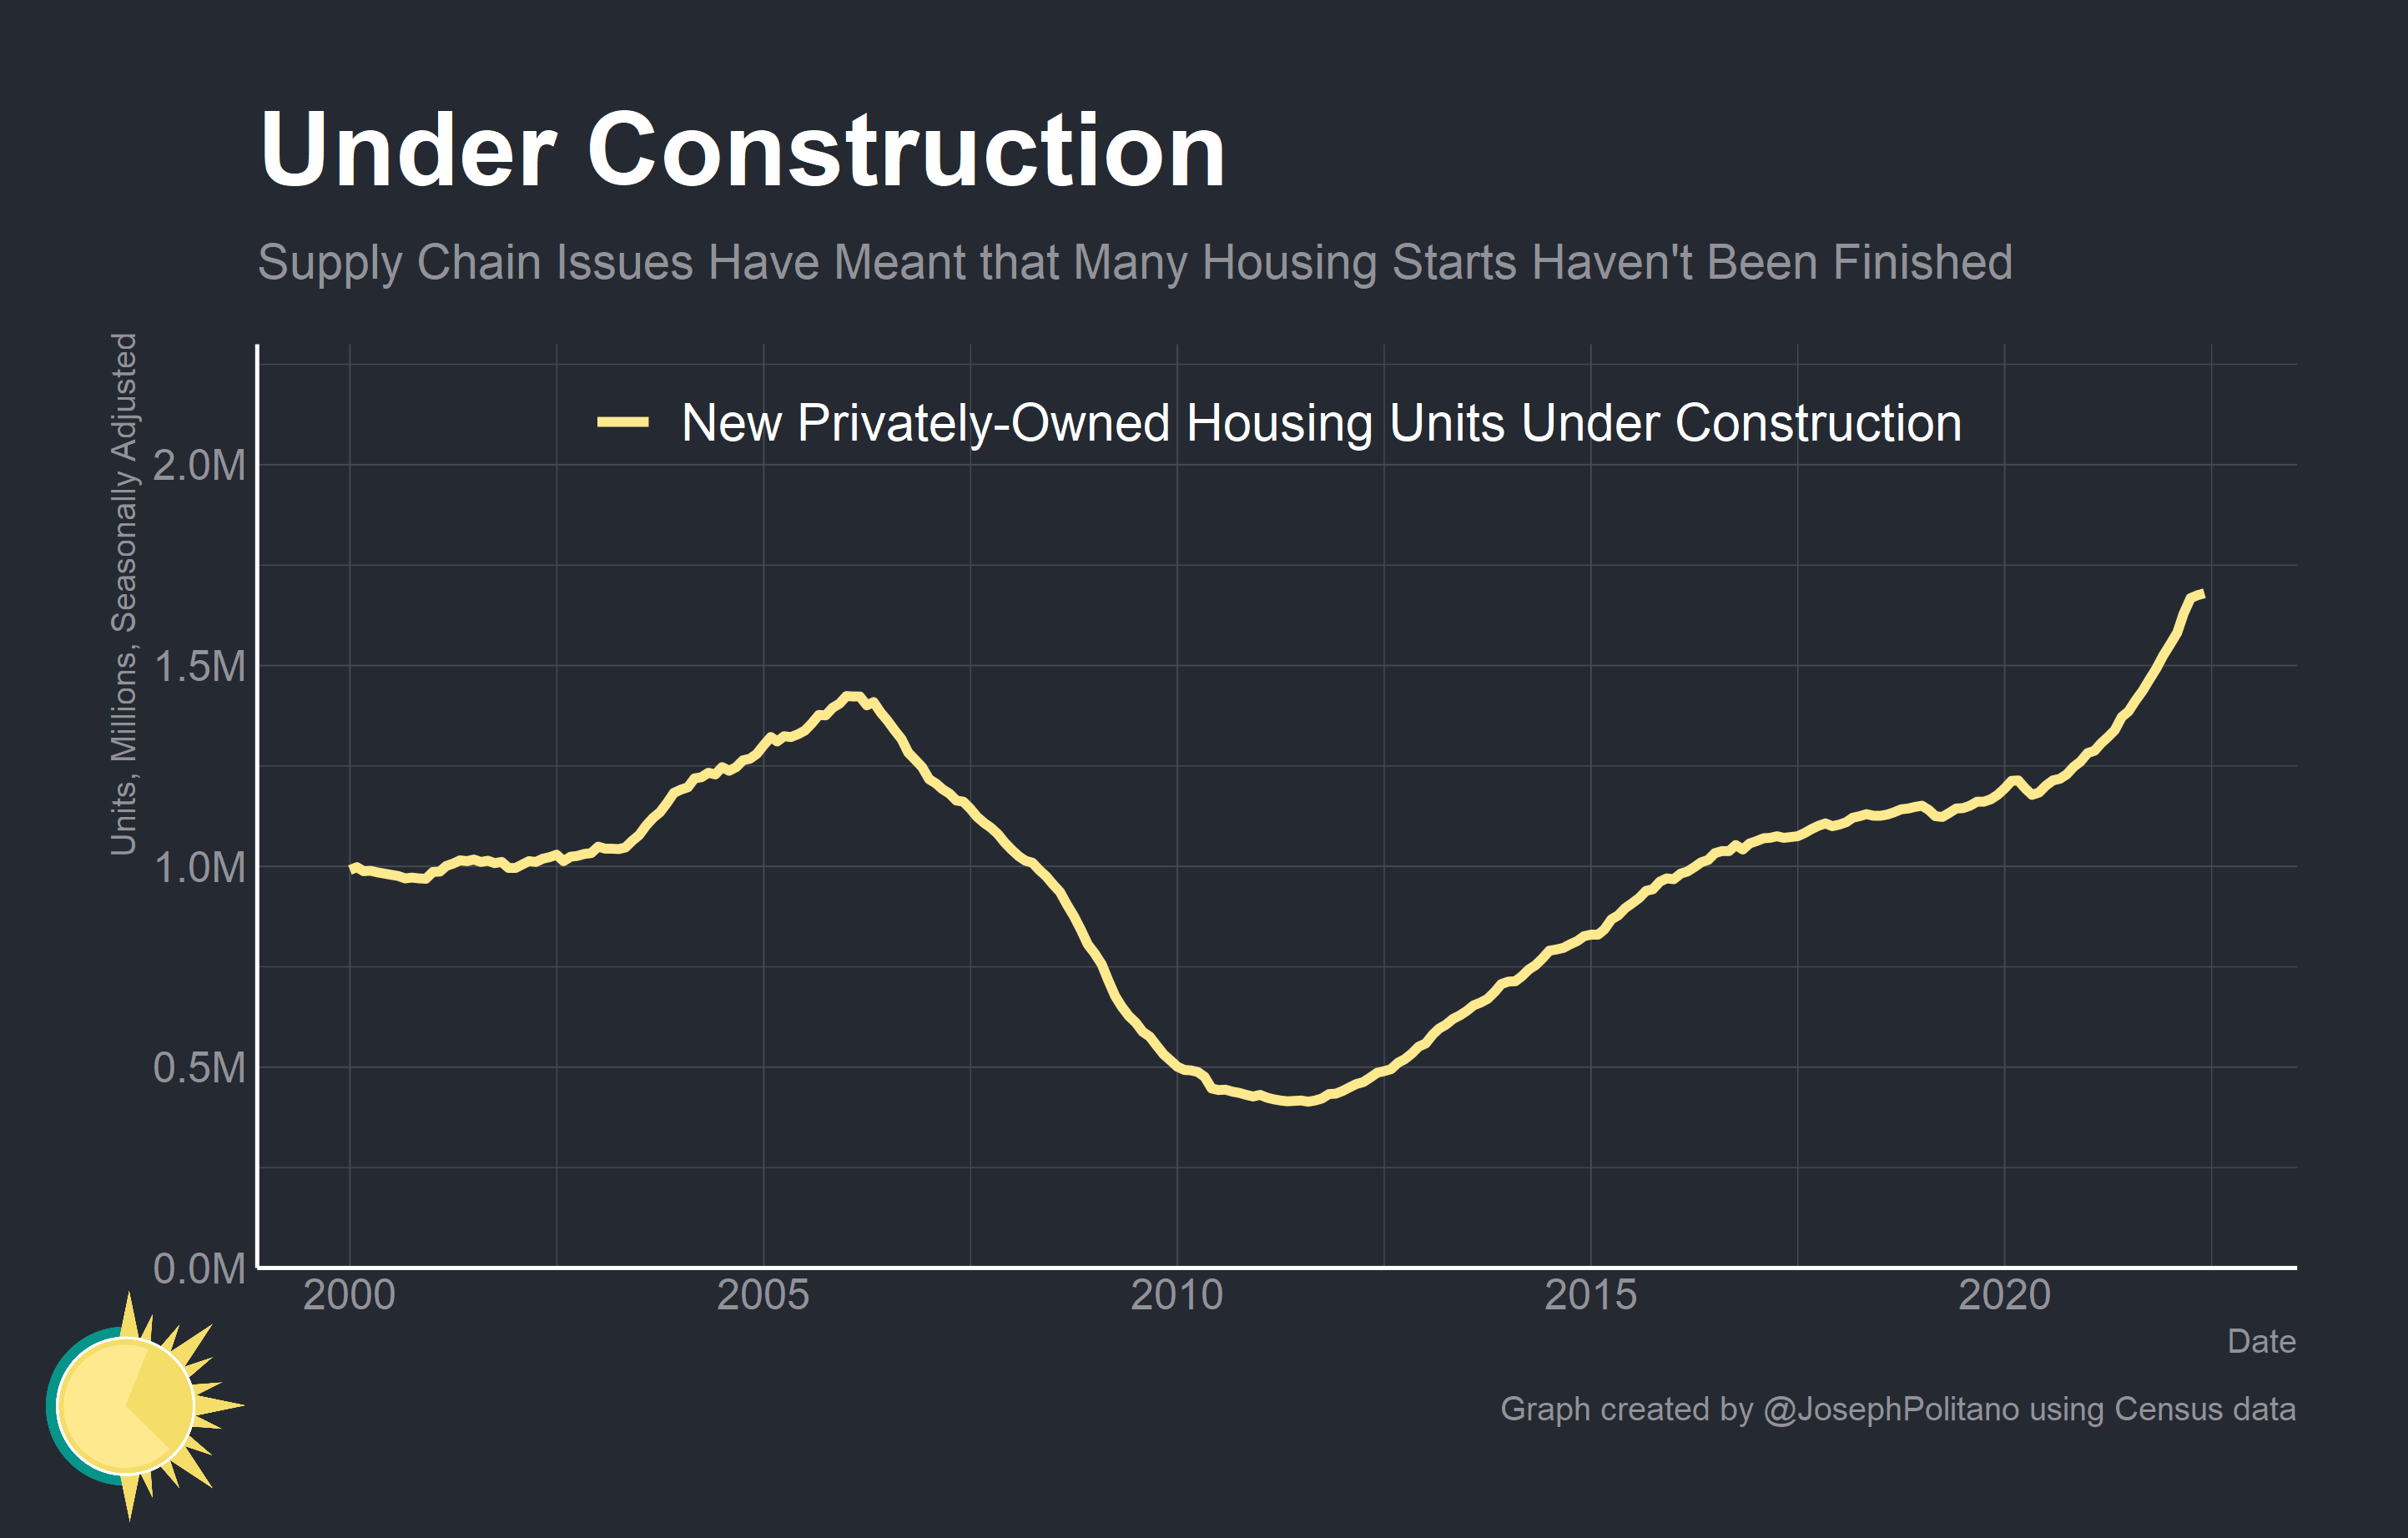 Under Construction
Supply Chain Issues Have Meant that Many Housing Starts Haven't Been Finished
Units, Millions, Seasonally Adjusted
New Privately-Owned Housing Units Under Construction
2.0M
1.5M
1.0M
0.5M
0.0M
2000 2005 2010 2015 2020
Date
Graph created by @JosephPolitano using Census data